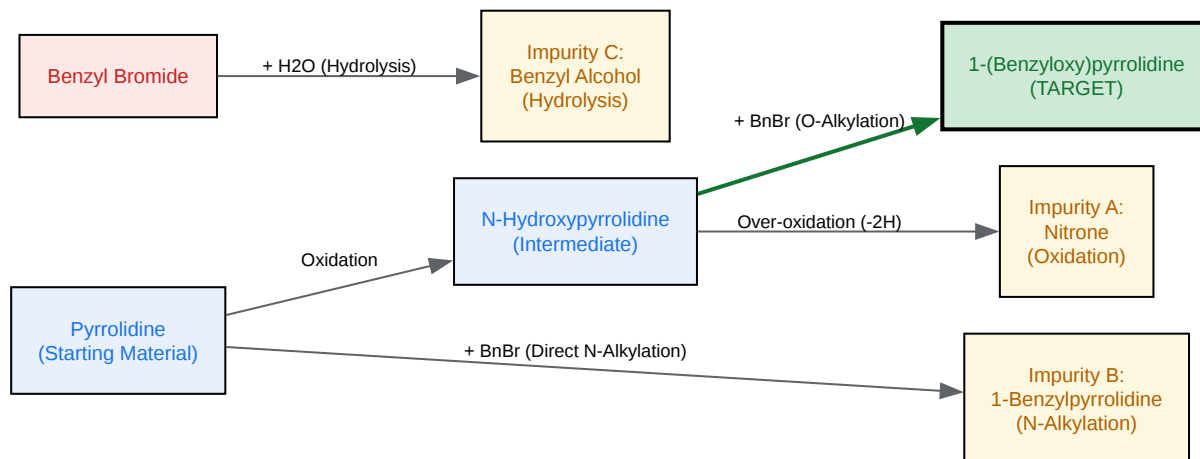 Benzyl Bromide
+ H2O (Hydrolysis)
Impurity C:
Benzyl Alcohol
(Hydrolysis)
1-(Benzyloxy)pyrrolidine
(TARGET)
+ BnBr (O-Alkylation)
N-Hydroxypyrrolidine
(Intermediate)
Over-oxidation (-2H)
Impurity A:
Nitrone
(Oxidation)
Oxidation
Pyrrolidine
(Starting Material)
+ BnBr (Direct N-Alkylation)
Impurity B:
1-Benzylpyrrolidine
(N-Alkylation)